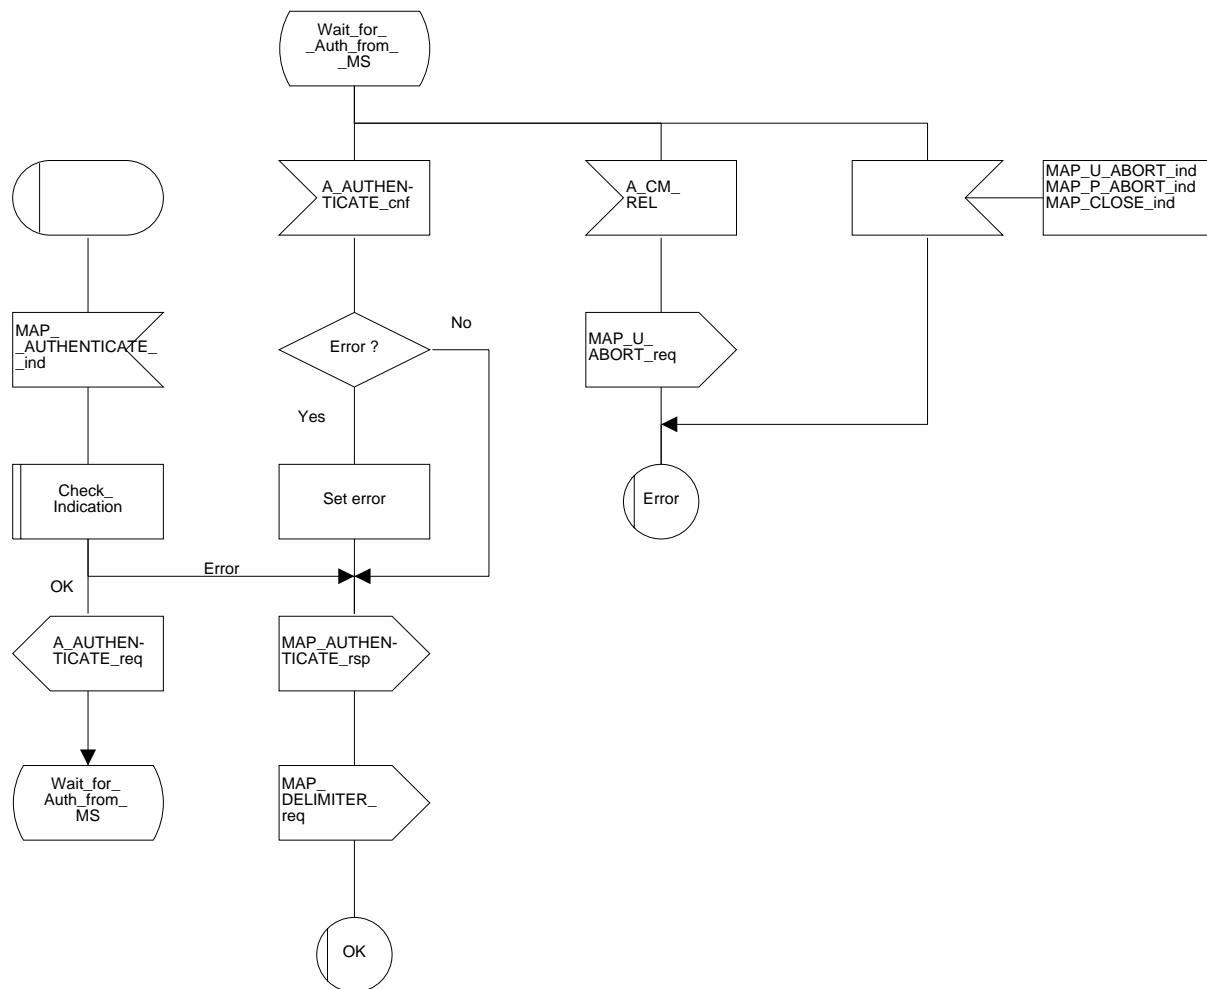 Wait_for_
_Auth_from_
_MS
A_AUTHEN-
TICATE_cnf
A_CM_
REL
MAP_U_ABORT_ind
MAP_P_ABORT_ind
MAP_CLOSE_ind
MAP_
_AUTHENTICATE_
_ind
Error ?
No
MAP_U_
ABORT_req
Yes
Check_
Indication
Set error
Error
Error
OK
A_AUTHEN-
TICATE_req
MAP_AUTHEN-
TICATE_rsp
Wait_for_
Auth_from_
MS
MAP_
DELIMITER_
req
OK